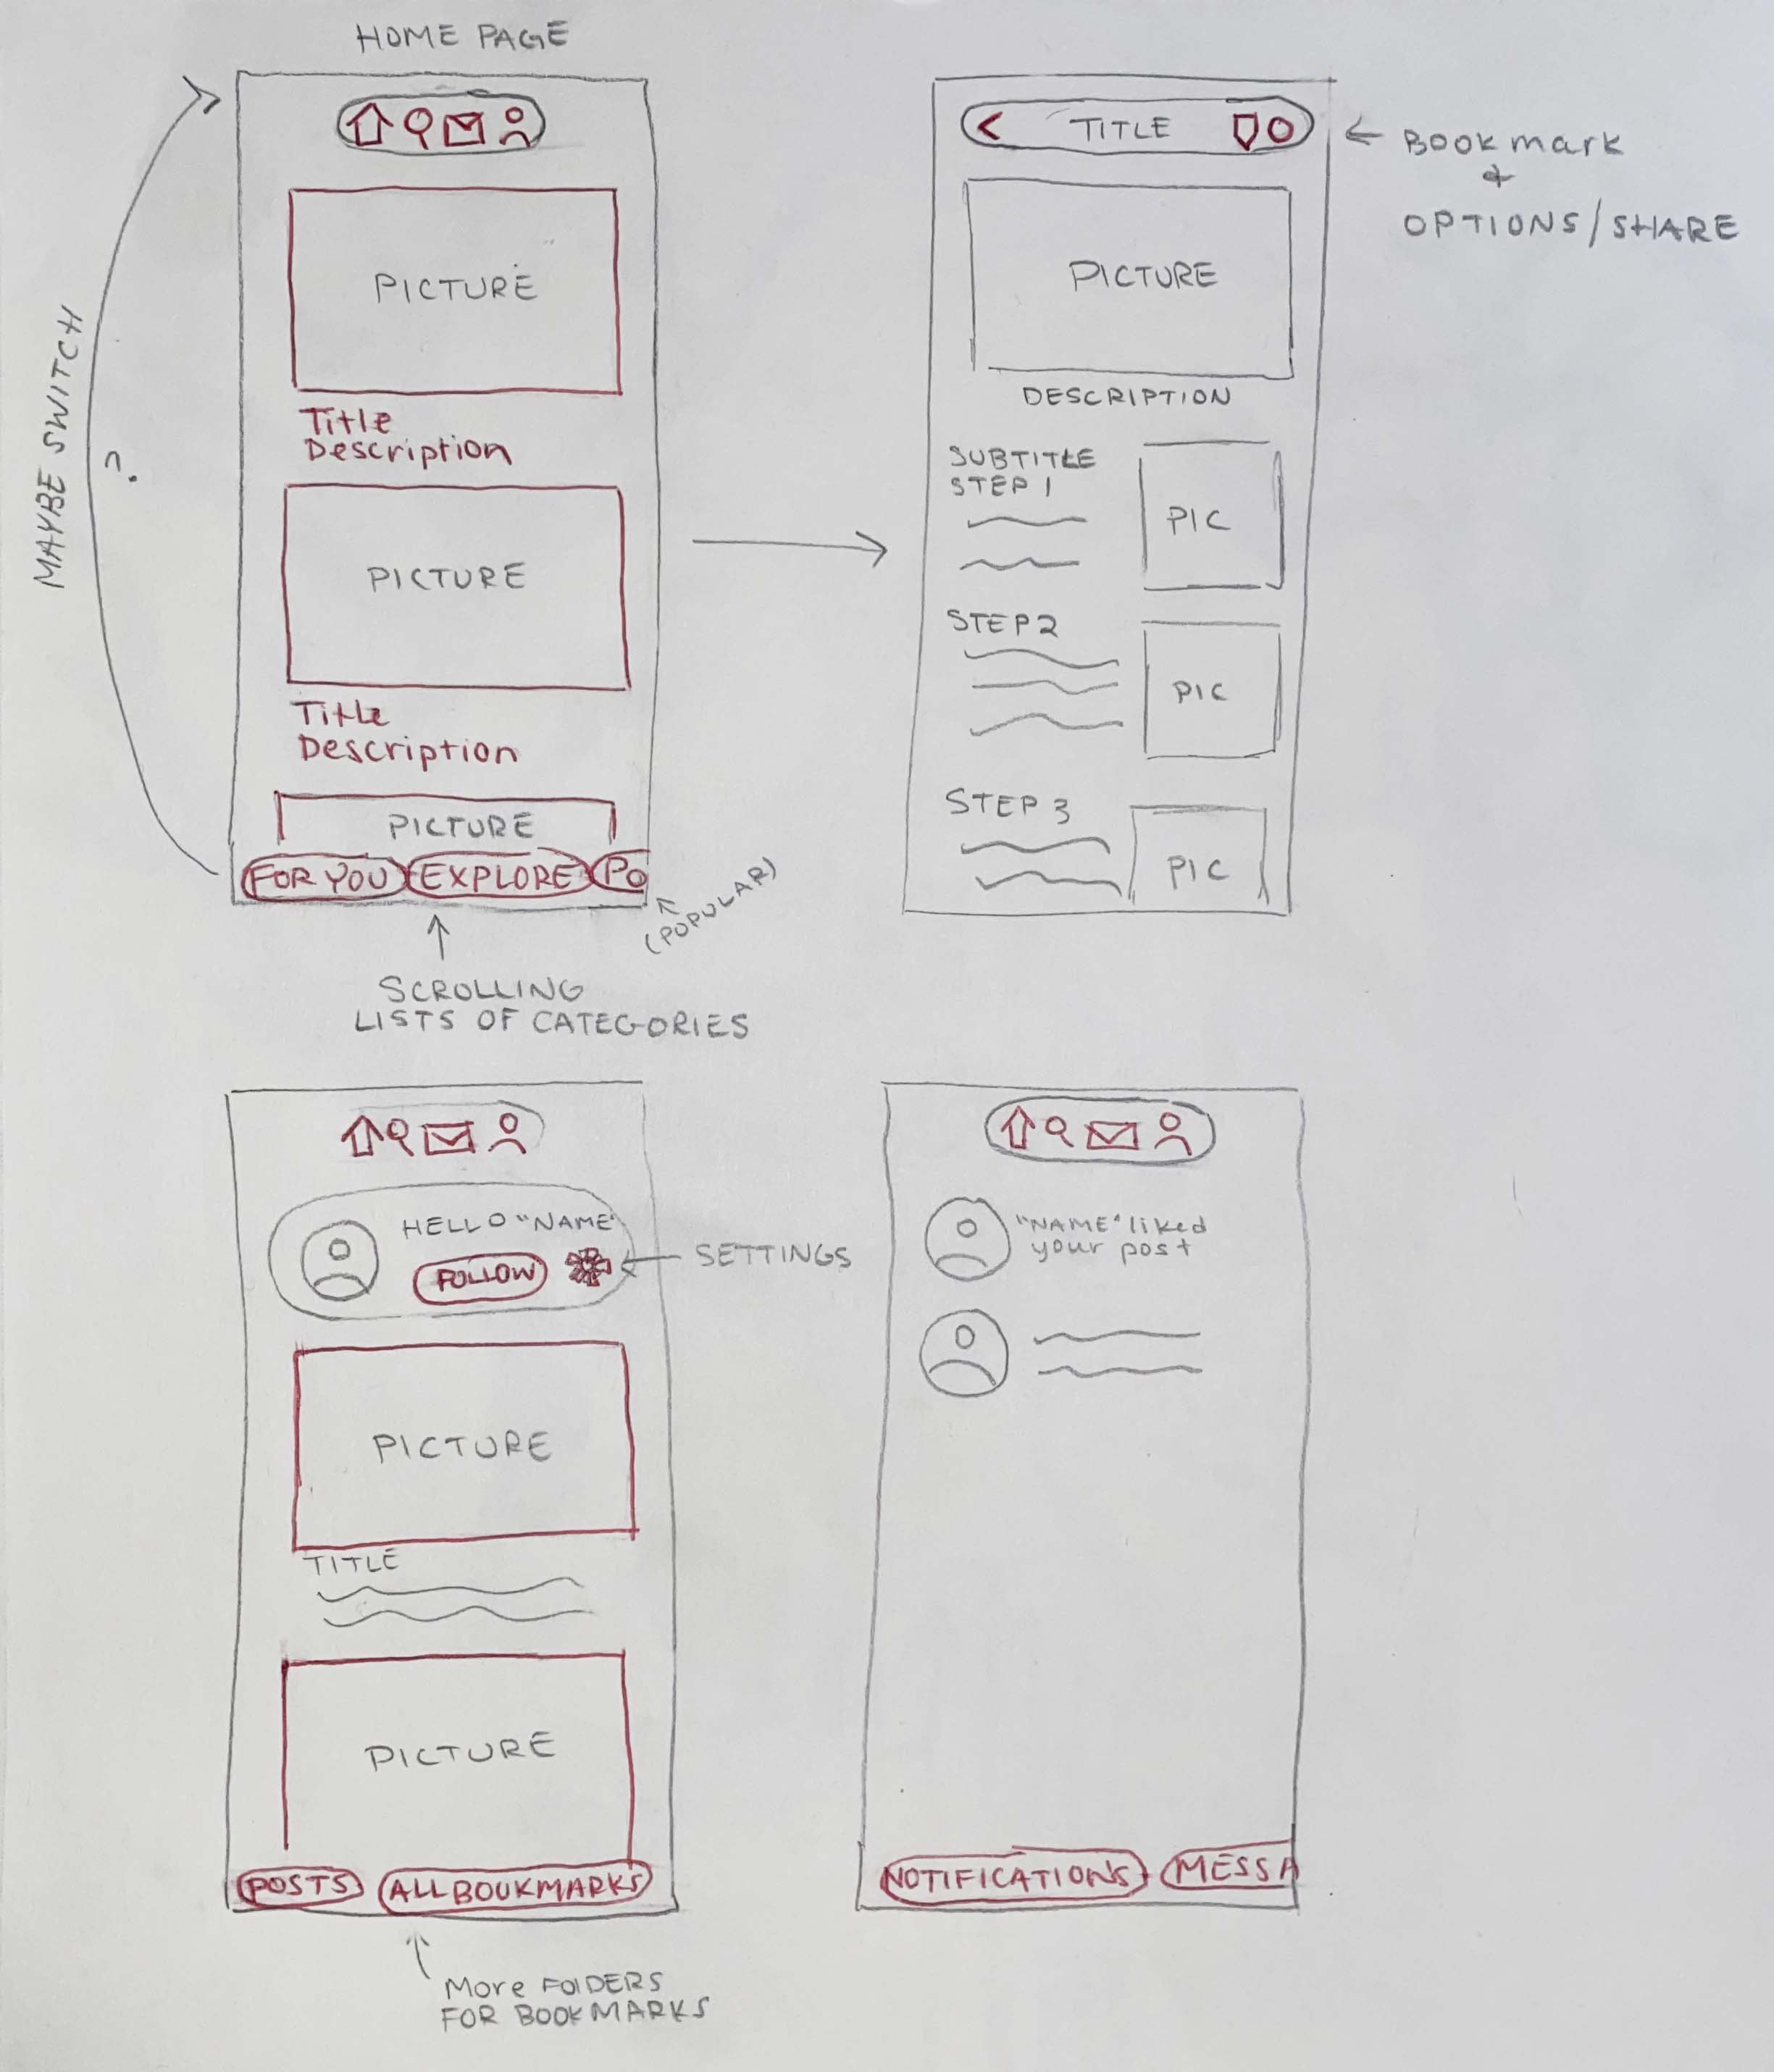 HOME PAGE
MAYBE SWITCH
?
PICTURE
Title
Description
PICTURE
Title
Description
PICTURE
FOR YOU
EXPLORE
PO
(POPULAR)
SCROLLING
LISTS OF CATEGORIES
TITLE
Bookmark
&
OPTIONS/SHARE
PICTURE
DESCRIPTION
SUBTITLE
STEP 1
PIC
STEP 2
PIC
STEP 3
PIC
HELLO "NAME"
FOLLOW
SETTINGS
PICTURE
TITLE
PICTURE
POSTS
ALL BOOKMARKS
More FOlDERS
FOR BOOKMARKS
"NAME" liked
your post
NOTIFICATIONS
MESSA